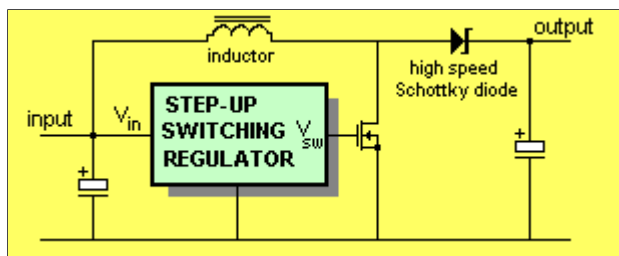 inductor
output
high speed
Schottky diode
input
Vin
STEP-UP
SWITCHING
REGULATOR
Vsw
+
+